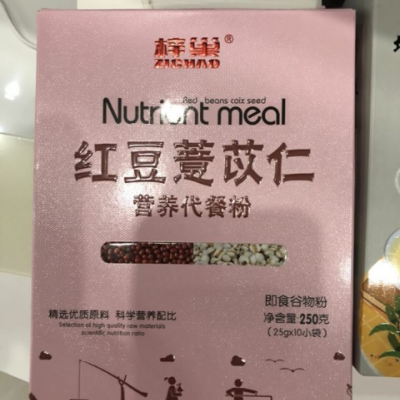 梓巢®
ZICHAO
Red beans coix seed
Nutrient meal
红豆薏苡仁
营养代餐粉
即食谷物粉
精选优质原料 科学营养配比
净含量:250克
Selection of high quality raw materials
(25gx10小袋)
scientific nutrition ratio